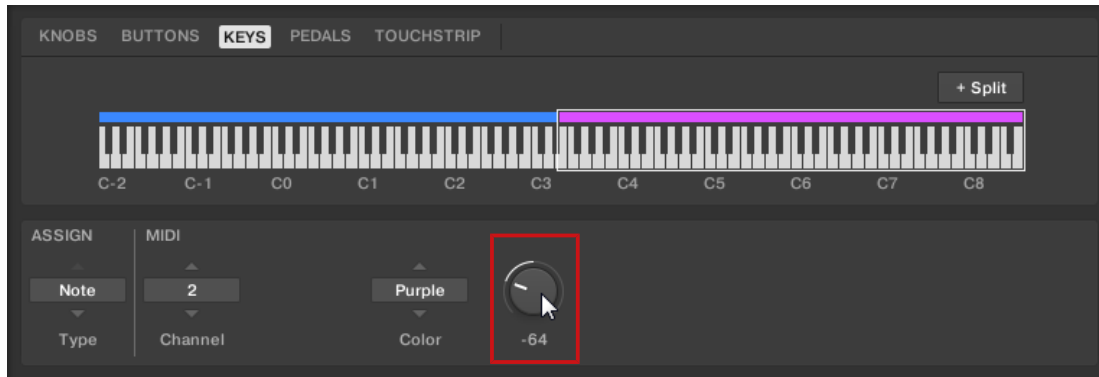 KNOBS BUTTONS KEYS PEDALS TOUCHSTRIP
+ Split
C-2 C-1 C0 C1 C2 C3 C4 C5 C6 C7 C8
ASSIGN MIDI
Note 2 Purple
Type Channel Color -64